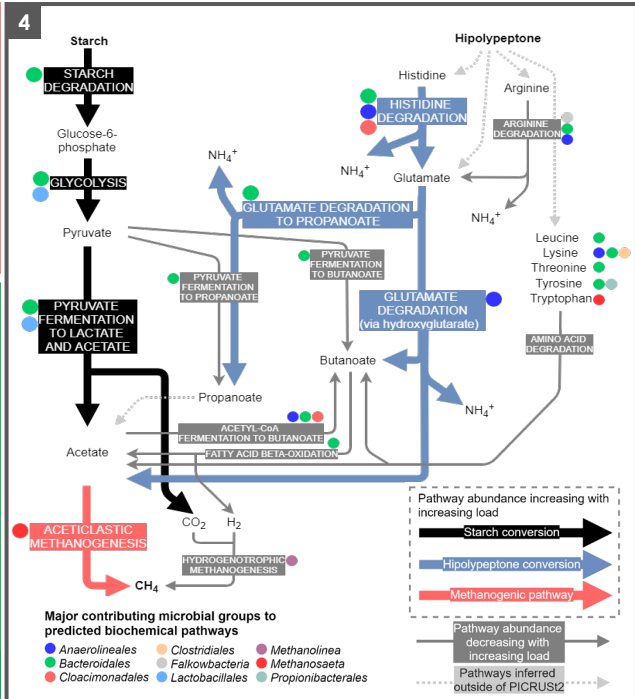 4
Starch
Hipolypeptone
STARCH
DEGRADATION
Histidine
Arginine
HISTIDINE
DEGRADATION
ARGININE
DEGRADATION
Glucose-6-
phosphate
NH₄⁺
NH₄⁺
Glutamate
GLYCOLYSIS
GLUTAMATE DEGRADATION
TO PROPANOATE
NH₄⁺
Pyruvate
PYRUVATE
FERMENTATION
TO BUTANOATE
Leucine
Lysine
Threonine
Tyrosine
Tryptophan
PYRUVATE
FERMENTATION
TO PROPANOATE
GLUTAMATE
DEGRADATION
(via hydroxglutarate)
PYRUVATE
FERMENTATION
TO LACTATE
AND ACETATE
AMINO ACID
DEGRADATION
Butanoate
Propanoate
NH₄⁺
ACETYL-CoA
FERMENTATION TO BUTANOATE
FATTY ACID BETA-OXIDATION
Acetate
CO₂
H₂
ACETICLASTIC
METHANOGENESIS
HYDROGENOTROPHIC
METHANOGENESIS
CH₄
Pathway abundance increasing with
increasing load
Starch conversion
Hipolypeptone conversion
Methanogenic pathway
Pathway abundance
decreasing with
increasing load
Pathways inferred
outside of PICRUSt2
Major contributing microbial groups to
predicted biochemical pathways
Anaerolineales
Clostridiales
Methanolinea
Bacteroidales
Falkowbacteria
Methanosaeta
Cloacimonadales
Lactobacillales
Propionibacterales